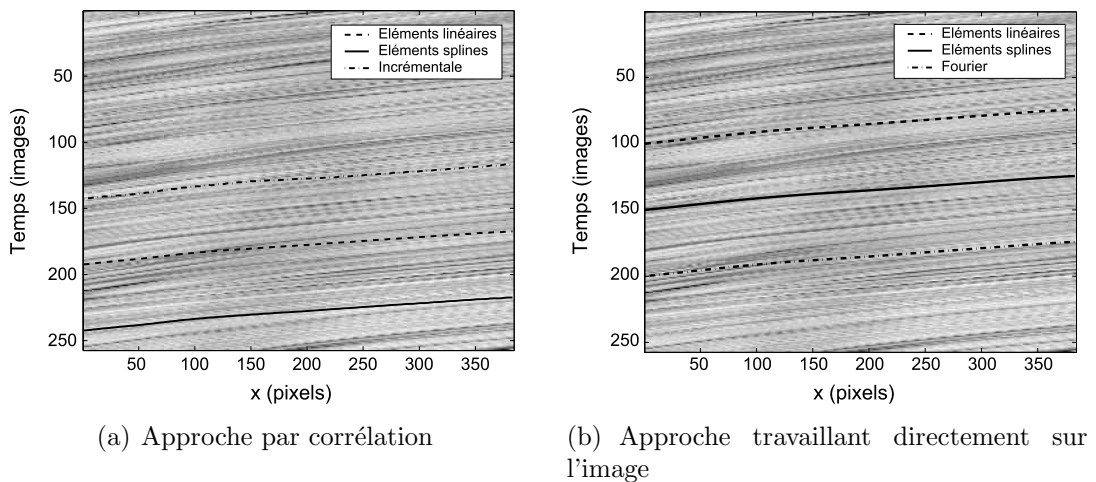 Eléments linéaires
Eléments splines
Incrémentale
50
100
150
200
250
Temps (images)
50 100 150 200 250 300 350
x (pixels)
(a) Approche par corrélation
Eléments linéaires
Eléments splines
Fourier
50
100
150
200
250
Temps (images)
50 100 150 200 250 300 350
x (pixels)
(b) Approche travaillant directement sur
l'image